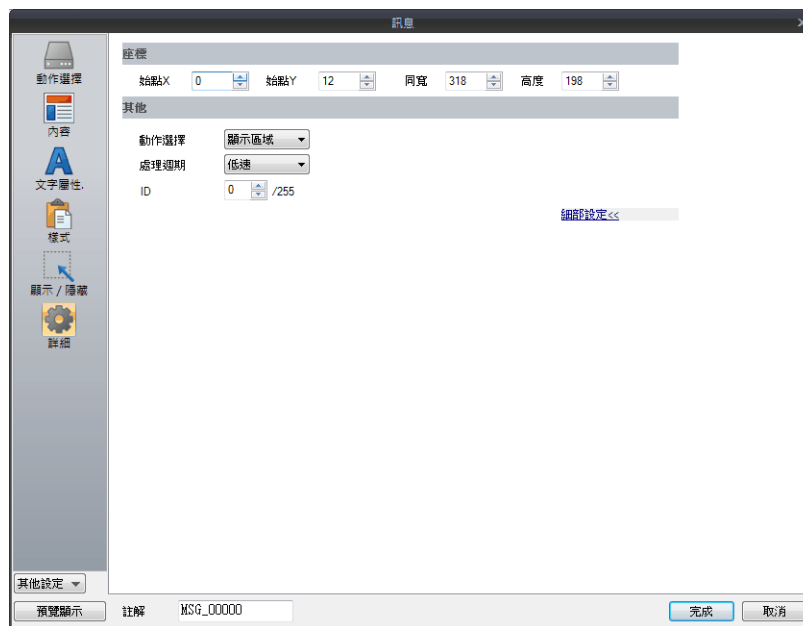 訊息
動作選擇
內容
文字屬性.
樣式
顯示 / 隱藏
詳細
座標
始點X 0 始點Y 12 同寬 318 高度 198
其他
動作選擇 顯示區域
處理週期 低速
ID 0 /255
細部設定<<
其他設定
預覽顯示 註解 MSG_00000 完成 取消